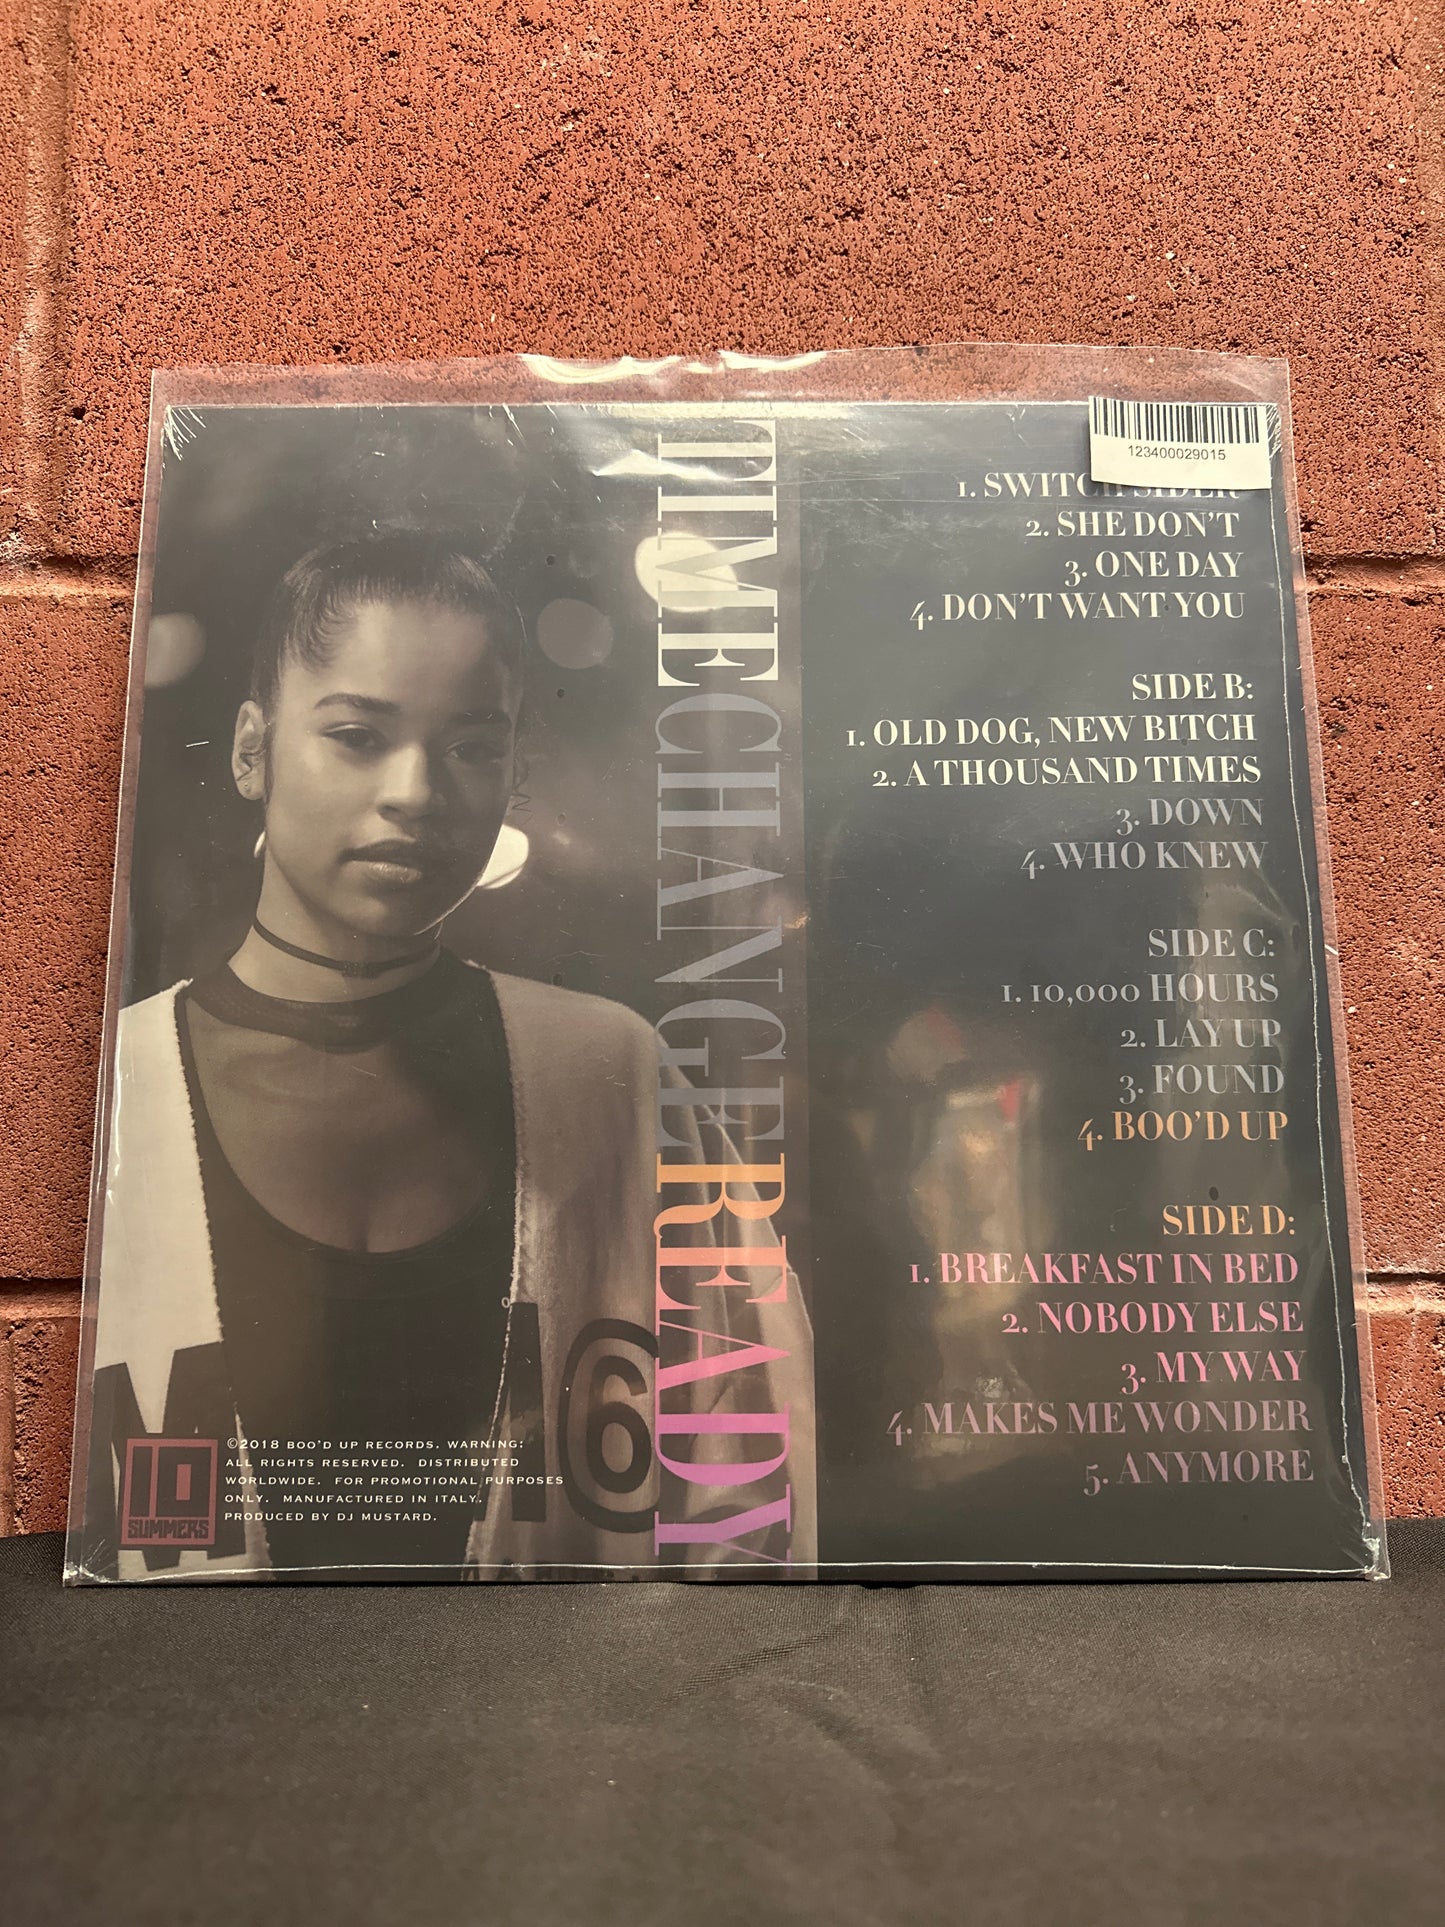 123400029015
1. SWITCH SIDER
2. SHE DON'T
3. ONE DAY
4. DON'T WANT YOU
SIDE B:
1. OLD DOG, NEW BITCH
2. A THOUSAND TIMES
3. DOWN
4. WHO KNEW
SIDE C:
1. 10,000 HOURS
2. LAY UP
3. FOUND
4. BOO'D UP
SIDE D:
1. BREAKFAST IN BED
2. NOBODY ELSE
3. MY WAY
4. MAKES ME WONDER
5. ANYMORE
TIMECHANGEREADY
6
10
SUMMERS
©2018 BOO'D UP RECORDS. WARNING:
ALL RIGHTS RESERVED. DISTRIBUTED
WORLDWIDE. FOR PROMOTIONAL PURPOSES
ONLY. MANUFACTURED IN ITALY.
PRODUCED BY DJ MUSTARD.